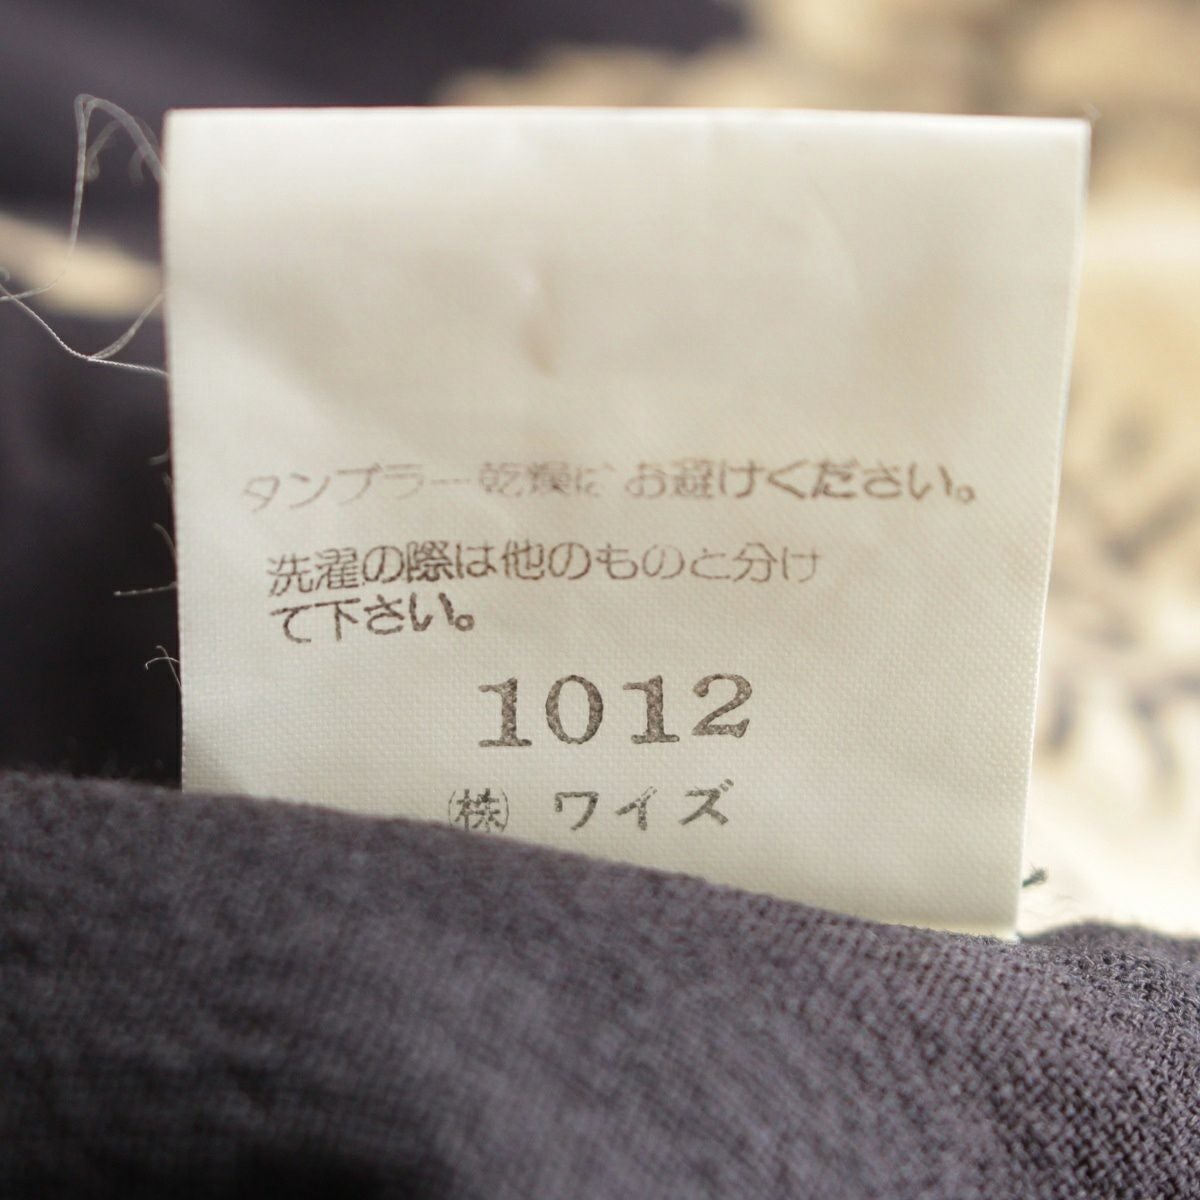 タンブラー乾燥は お避けください。
洗濯の際は他のものと分け
て下さい。
1012
㈱ ワイズ